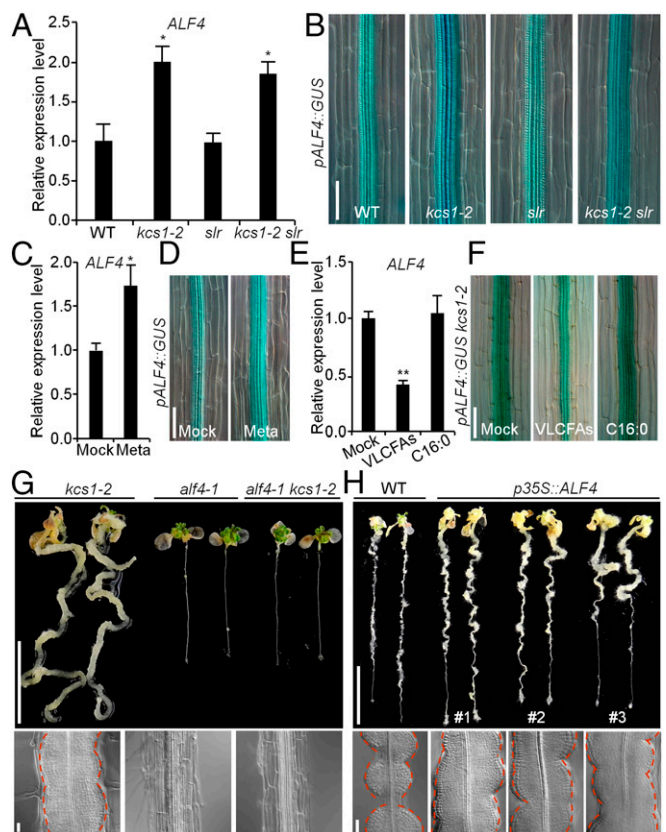 A
ALF4
Relative expression level
2.5
2.0
1.5
1.0
0.5
0.0
*
*
WT kcs1-2 slr kcs1-2 slr
B
pALF4::GUS
WT kcs1-2 slr kcs1-2 slr
C
ALF4
Relative expression level
2.0
1.5
1.0
0.5
0.0
*
Mock Meta
D
pALF4::GUS
Mock Meta
E
ALF4
Relative expression level
1.5
1.0
0.5
0
**
Mock
VLCFAs
C16:0
F
pALF4::GUS kcs1-2
Mock VLCFAs C16:0
G
kcs1-2 alf4-1 alf4-1 kcs1-2
H
WT p35S::ALF4
#1 #2 #3